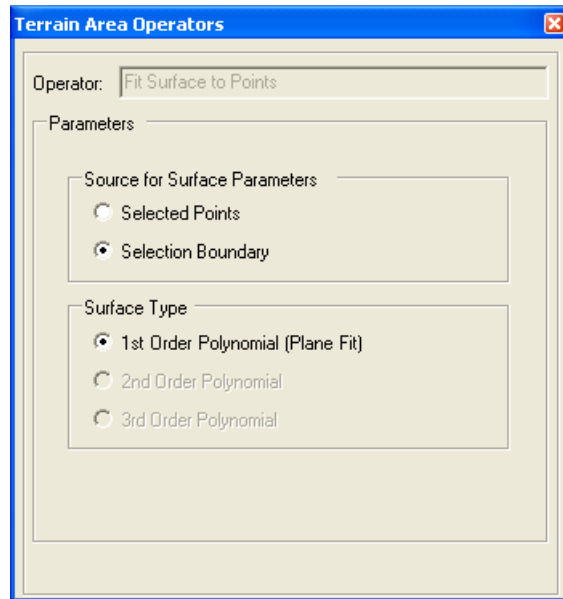 Terrain Area Operators
Operator: Fit Surface to Points
Parameters
Source for Surface Parameters
Selected Points
Selection Boundary
Surface Type
1st Order Polynomial (Plane Fit)
2nd Order Polynomial
3rd Order Polynomial